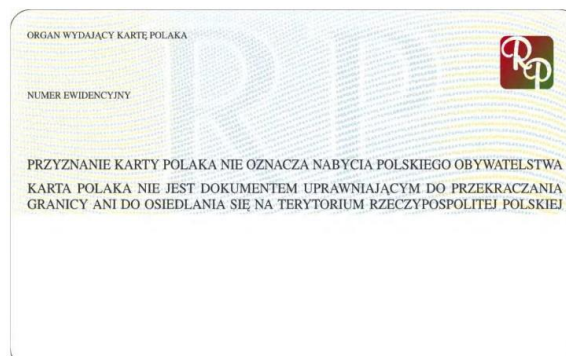 ORGAN WYDAJĄCY KARTĘ POLAKA
RP
NUMER EWIDENCYJNY
PRZYZNANIE KARTY POLAKA NIE OZNACZA NABYCIA POLSKIEGO OBYWATELSTWA
KARTA POLAKA NIE JEST DOKUMENTEM UPRAWNIAJĄCYM DO PRZEKRACZANIA
GRANICY ANI DO OSIEDLANIA SIĘ NA TERYTORIUM RZECZYPOSPOLITEJ POLSKIEJ